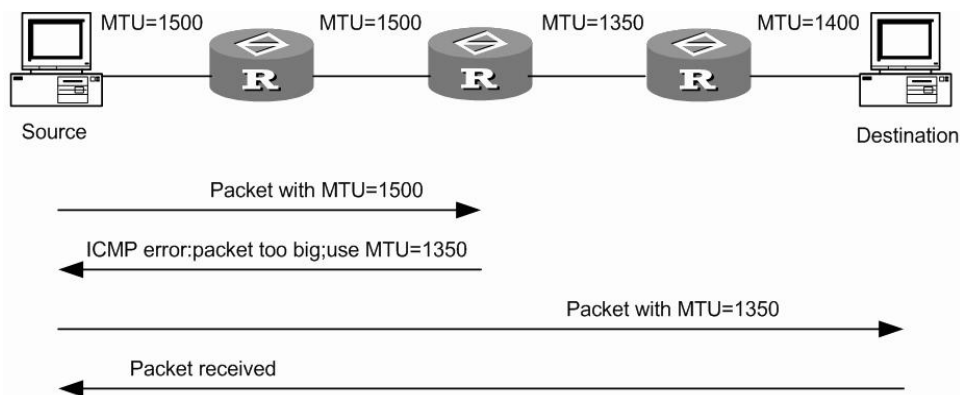 MTU=1500
MTU=1500
MTU=1350
MTU=1400
R
R
R
Source
Destination
Packet with MTU=1500
ICMP error:packet too big;use MTU=1350
Packet with MTU=1350
Packet received